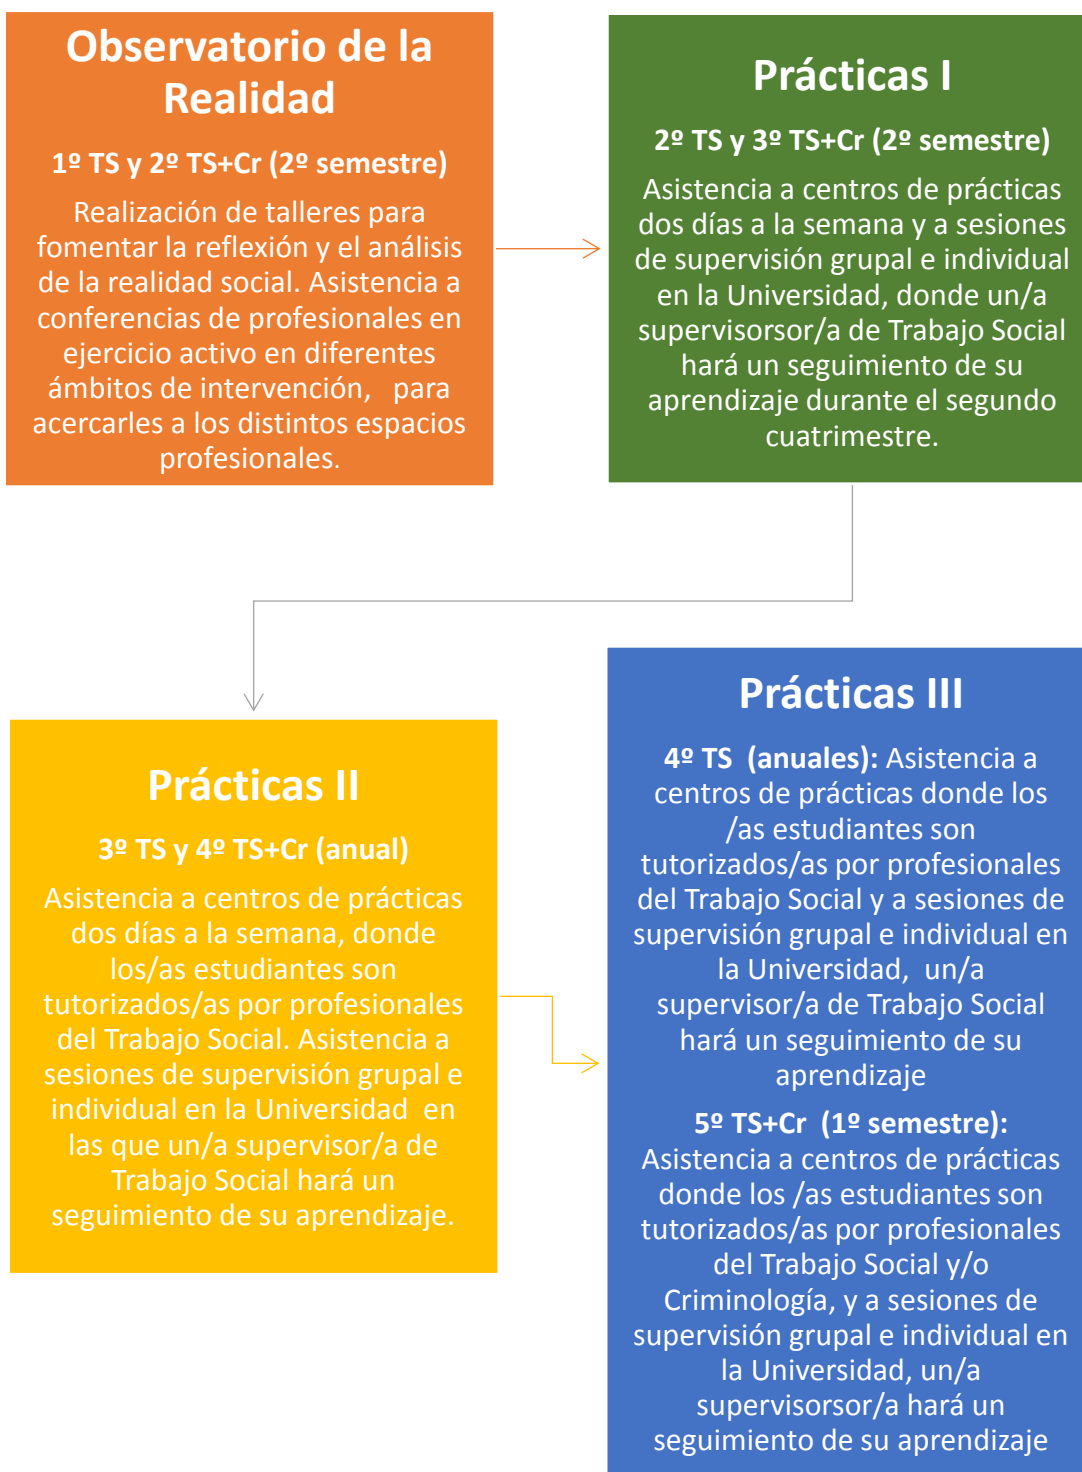 Observatorio de la
Realidad
1º TS y 2º TS+Cr (2º semestre)
Realización de talleres para
fomentar la reflexión y el análisis
de la realidad social. Asistencia a
conferencias de profesionales en
ejercicio activo en diferentes
ámbitos de intervención, para
acercarles a los distintos espacios
profesionales.
Prácticas I
2º TS y 3º TS+Cr (2º semestre)
Asistencia a centros de prácticas
dos días a la semana y a sesiones
de supervisión grupal e individual
en la Universidad, donde un/a
supervisorsor/a de Trabajo Social
hará un seguimiento de su
aprendizaje durante el segundo
cuatrimestre.
Prácticas II
3º TS y 4º TS+Cr (anual)
Asistencia a centros de prácticas
dos días a la semana, donde
los/as estudiantes son
tutorizados/as por profesionales
del Trabajo Social. Asistencia a
sesiones de supervisión grupal e
individual en la Universidad en
las que un/a supervisor/a de
Trabajo Social hará un
seguimiento de su aprendizaje.
Prácticas III
4º TS (anuales): Asistencia a
centros de prácticas donde los
/as estudiantes son
tutorizados/as por profesionales
del Trabajo Social y a sesiones de
supervisión grupal e individual en
la Universidad, un/a
supervisor/a de Trabajo Social
hará un seguimiento de su
aprendizaje
5º TS+Cr (1º semestre):
Asistencia a centros de prácticas
donde los /as estudiantes son
tutorizados/as por profesionales
del Trabajo Social y/o
Criminología, y a sesiones de
supervisión grupal e individual en
la Universidad, un/a
supervisorsor/a hará un
seguimiento de su aprendizaje